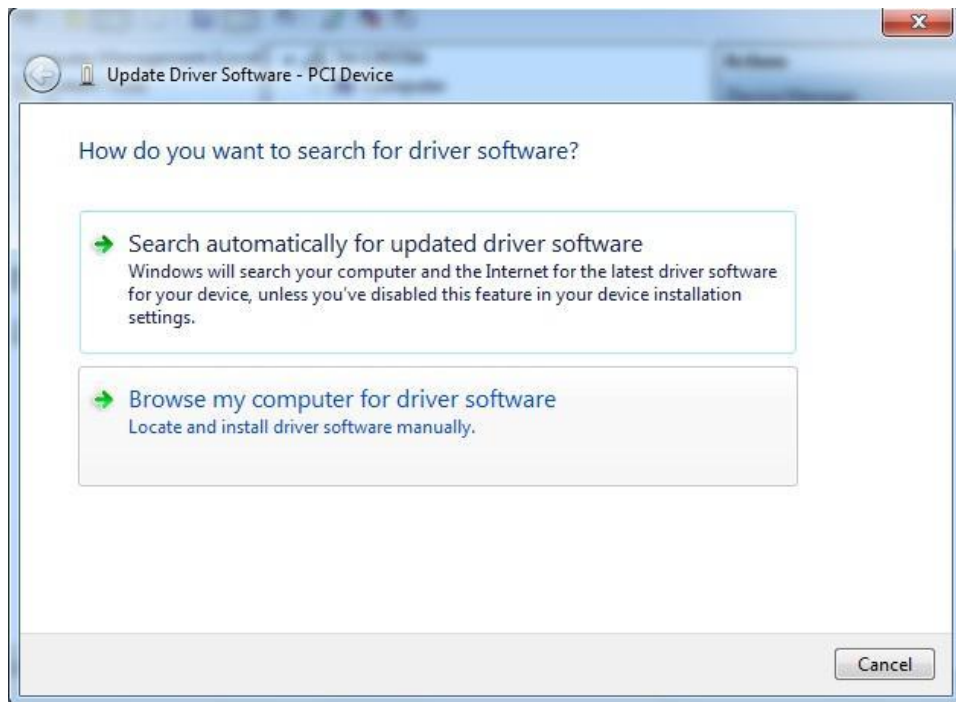 Update Driver Software - PCI Device
How do you want to search for driver software?
Search automatically for updated driver software
Windows will search your computer and the Internet for the latest driver software
for your device, unless you've disabled this feature in your device installation
settings.
Browse my computer for driver software
Locate and install driver software manually.
Cancel